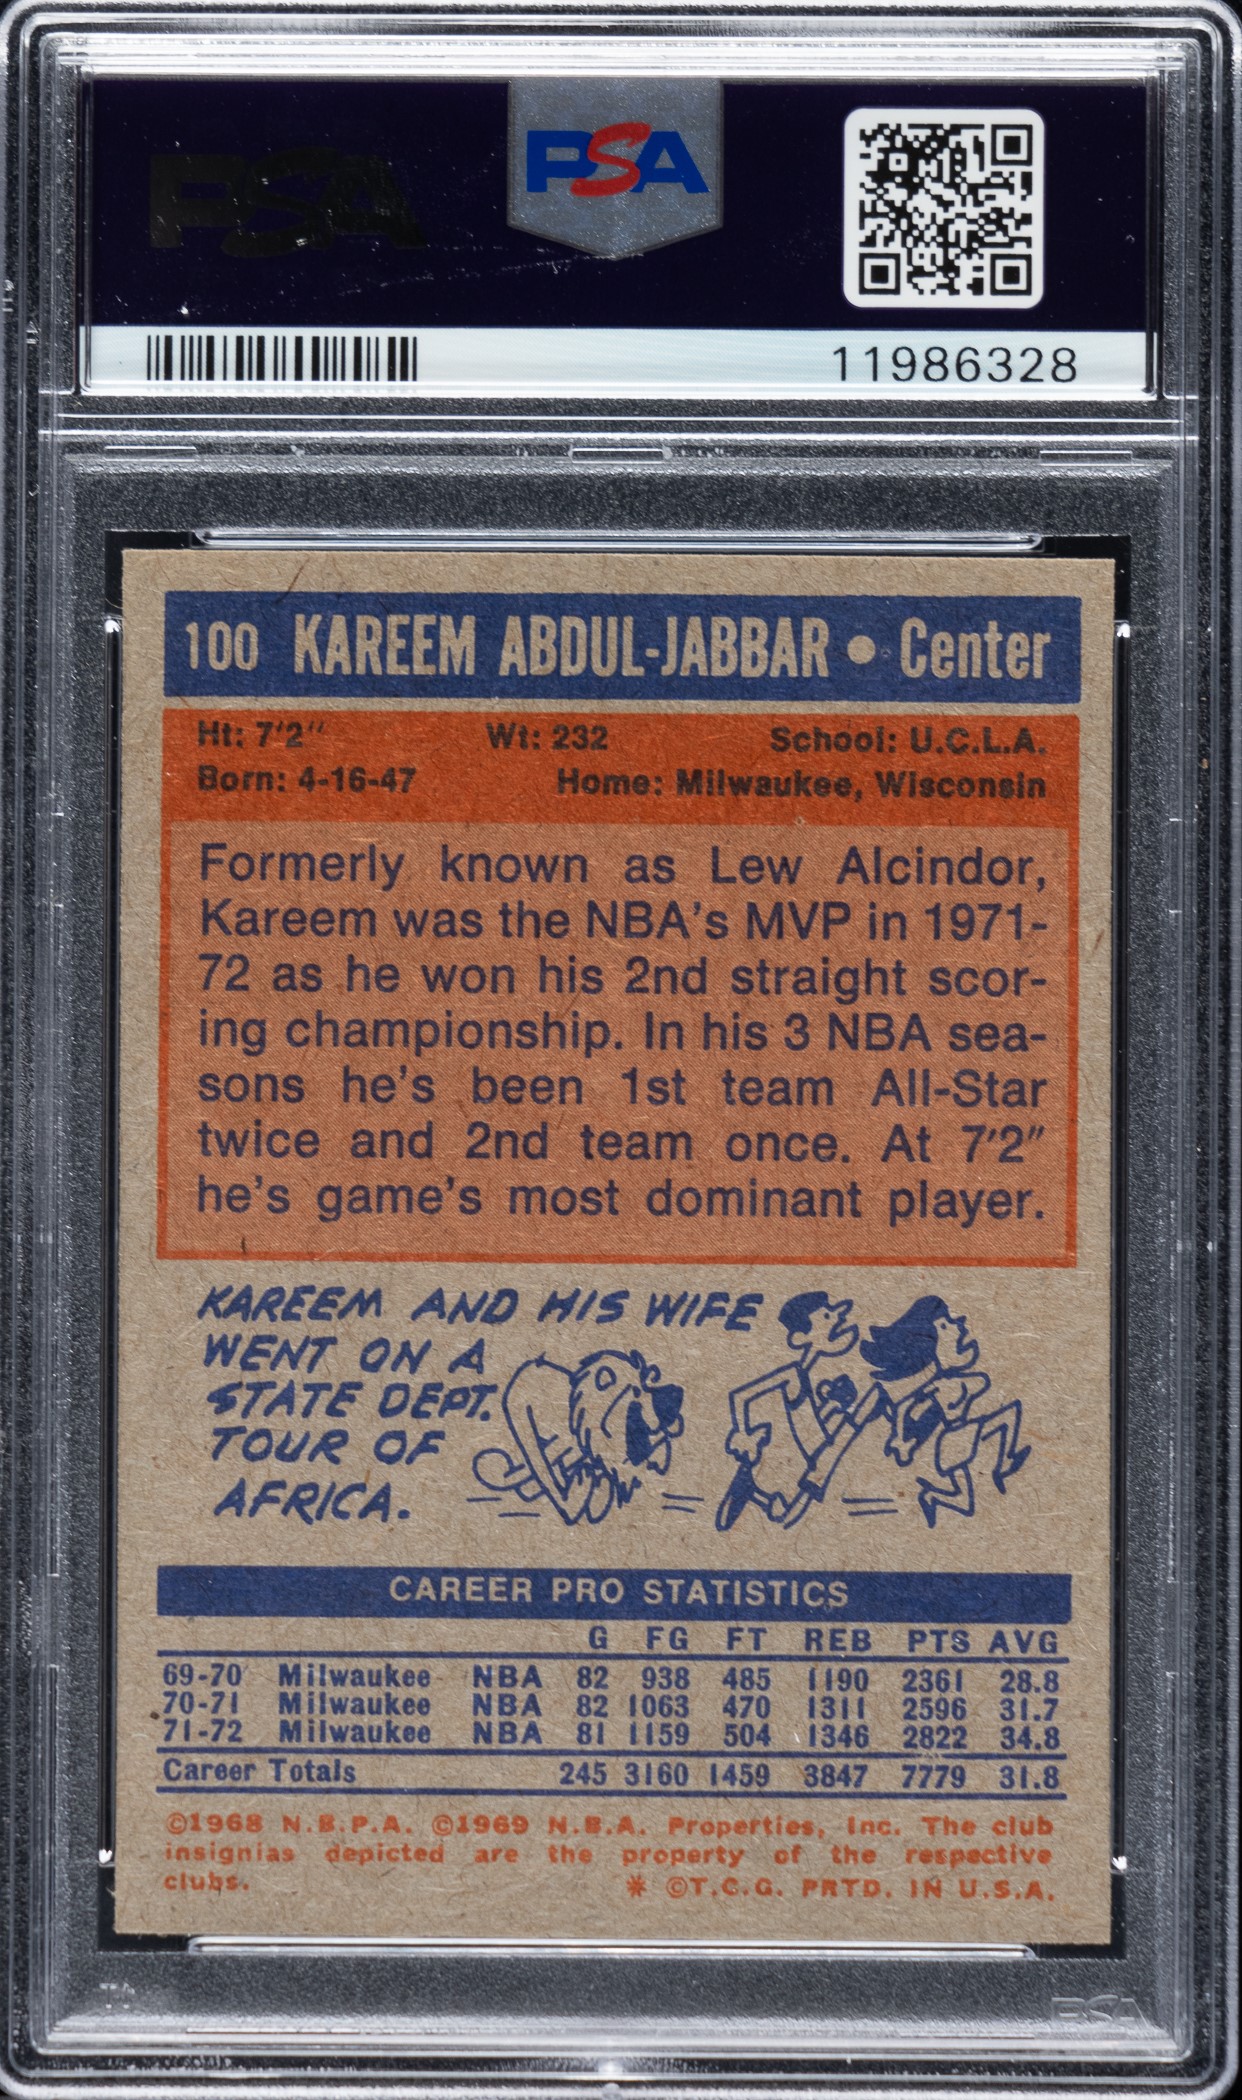 PSA
PSA
11986328
100 KAREEM ABDUL-JABBAR • Center
Ht: 7'2" Wt: 232 School: U.C.L.A.
Born: 4-16-47 Home: Milwaukee, Wisconsin
Formerly known as Lew Alcindor,
Kareem was the NBA's MVP in 1971-
72 as he won his 2nd straight scor-
ing championship. In his 3 NBA sea-
sons he's been 1st team All-Star
twice and 2nd team once. At 7'2"
he's game's most dominant player.
KAREEM AND HIS WIFE
WENT ON A
STATE DEPT.
TOUR OF
AFRICA.
CAREER PRO STATISTICS
G FG FT REB PTS AVG
69-70 Milwaukee NBA 82 938 485 1190 2361 28.8
70-71 Milwaukee NBA 82 1063 470 1311 2596 31.7
71-72 Milwaukee NBA 81 1159 504 1346 2822 34.8
Career Totals 245 3160 1459 3847 7779 31.8
©1968 N.B.P.A. ©1969 N.B.A. Properties, Inc. The club
insignias depicted are the property of the respective
clubs. * ©T.C.G. PRTD. IN U.S.A.
PSA